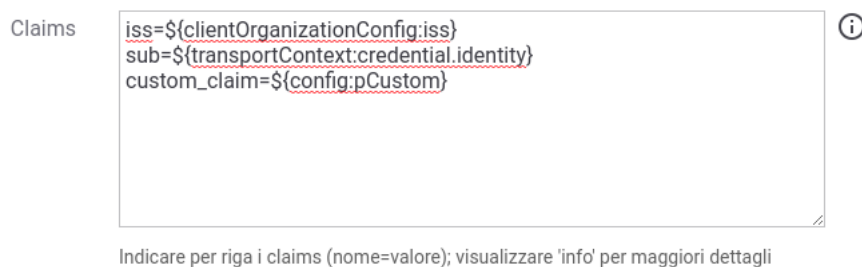 Claims
iss=${clientOrganizationConfig:iss}
sub=${transportContext:credential.identity}
custom_claim=${config:pCustom}
Indicare per riga i claims (nome=valore); visualizzare 'info' per maggiori dettagli